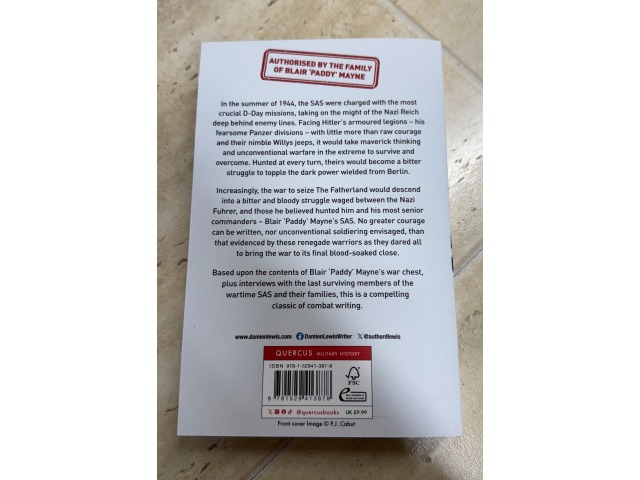 AUTHORISED BY THE FAMILY
OF BLAIR 'PADDY' MAYNE
In the summer of 1944, the SAS were charged with the most
crucial D-Day missions, taking on the might of the Nazi Reich
deep behind enemy lines. Facing Hitler's armoured legions – his
fearsome Panzer divisions – with little more than raw courage
and their nimble Willys jeeps, it would take maverick thinking
and unconventional warfare in the extreme to survive and
overcome. Hunted at every turn, theirs would become a bitter
struggle to topple the dark power wielded from Berlin.
Increasingly, the war to seize The Fatherland would descend
into a bitter and bloody struggle waged between the Nazi
Fuhrer, and those he believed hunted him and his most senior
commanders – Blair 'Paddy' Mayne's SAS. No greater courage
can be written, nor unconventional soldiering envisaged, than
that evidenced by these renegade warriors as they dared all
to bring the war to its final blood-soaked close.
Based upon the contents of Blair 'Paddy' Mayne's war chest,
plus interviews with the last surviving members of the
wartime SAS and their families, this is a compelling
classic of combat writing.
www.damienlewis.com DamienLewisWriter @authordlewis
QUERCUS MILITARY HISTORY
ISBN 978-1-52941-387-8
9 781529 413878
FSC
@quercusbooks UK £9.99
Front cover image © P.J. Cabut